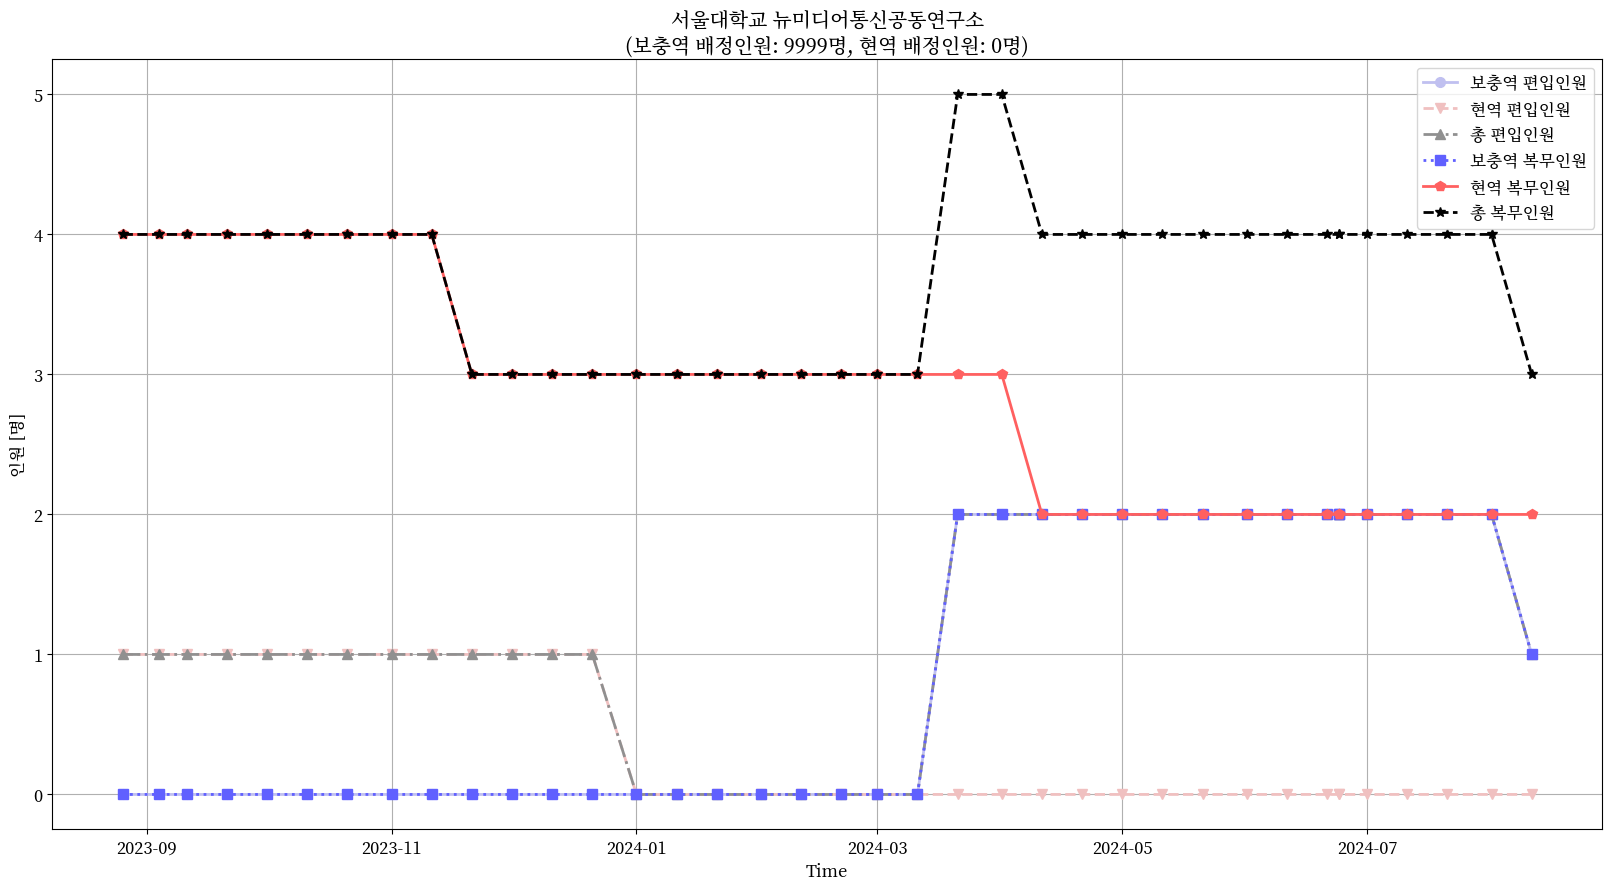 서울대학교 뉴미디어통신공동연구소
(보충역 배정인원: 9999명, 현역 배정인원: 0명)
보충역 편입인원
현역 편입인원
총 편입인원
보충역 복무인원
현역 복무인원
총 복무인원
인원 [명]
5
4
3
2
1
0
2023-09
2023-11
2024-01
2024-03
2024-05
2024-07
Time